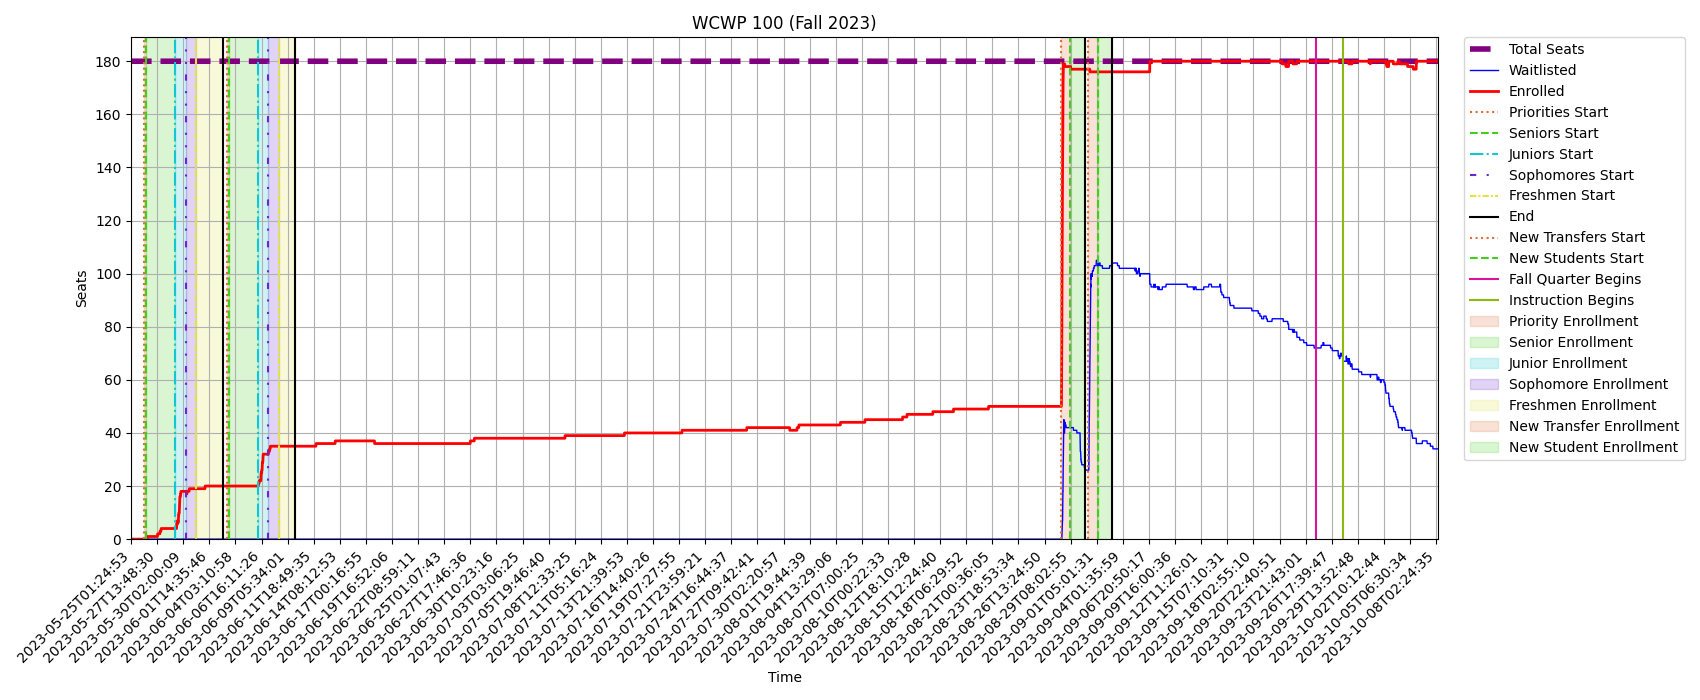 WCWP 100 (Fall 2023)
Seats
180
160
140
120
100
80
60
40
20
0
2023-05-25T01:24:53
2023-05-27T13:48:30
2023-05-30T02:00:09
2023-06-01T14:35:46
2023-06-04T03:10:58
2023-06-06T16:11:26
2023-06-09T05:34:01
2023-06-11T18:49:35
2023-06-14T08:12:53
2023-06-17T00:16:55
2023-06-19T16:52:06
2023-06-22T08:59:11
2023-06-25T01:07:43
2023-06-27T17:46:36
2023-06-30T10:23:16
2023-07-03T03:06:25
2023-07-05T19:46:40
2023-07-08T12:33:25
2023-07-11T05:16:24
2023-07-13T21:39:53
2023-07-16T14:40:26
2023-07-19T07:27:55
2023-07-21T23:59:21
2023-07-24T16:44:37
2023-07-27T09:42:41
2023-07-30T02:20:57
2023-08-01T19:44:39
2023-08-04T13:29:06
2023-08-07T07:00:25
2023-08-10T00:22:33
2023-08-12T18:10:28
2023-08-15T12:24:40
2023-08-18T06:29:52
2023-08-21T00:36:05
2023-08-23T18:53:34
2023-08-26T13:24:50
2023-08-29T08:02:55
2023-09-01T05:01:31
2023-09-04T01:35:59
2023-09-06T20:50:17
2023-09-09T16:00:36
2023-09-12T11:26:01
2023-09-15T07:10:31
2023-09-18T02:55:10
2023-09-20T22:40:51
2023-09-23T21:43:01
2023-09-26T17:39:47
2023-09-29T13:52:48
2023-10-02T10:12:44
2023-10-05T06:30:34
2023-10-08T02:24:35
Time
Total Seats
Waitlisted
Enrolled
Priorities Start
Seniors Start
Juniors Start
Sophomores Start
Freshmen Start
End
New Transfers Start
New Students Start
Fall Quarter Begins
Instruction Begins
Priority Enrollment
Senior Enrollment
Junior Enrollment
Sophomore Enrollment
Freshmen Enrollment
New Transfer Enrollment
New Student Enrollment